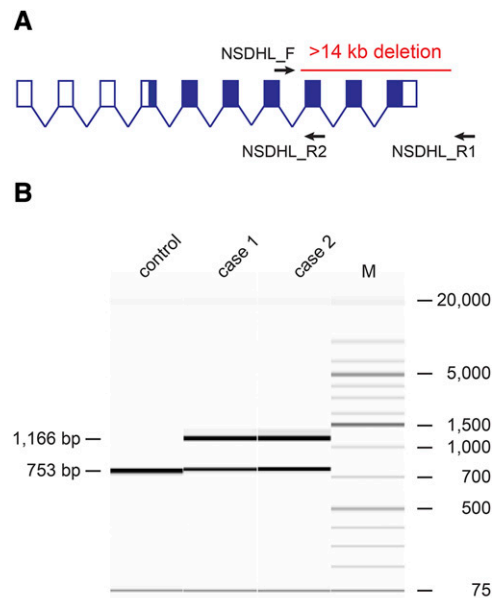 A
NSDHL_F
>14 kb deletion
NSDHL_R2
NSDHL_R1
B
control
case 1
case 2
M
20,000
5,000
1,166 bp
1,500
1,000
753 bp
700
500
75